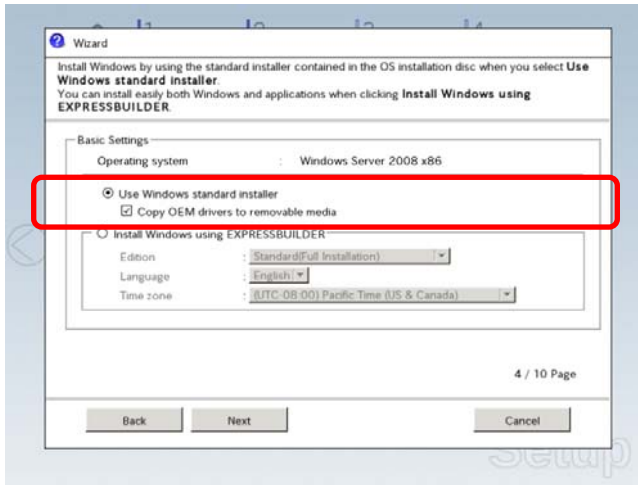 Wizard
Install Windows by using the standard installer contained in the OS installation disc when you select Use
Windows standard installer.
You can install easily both Windows and applications when clicking Install Windows using
EXPRESSBUILDER.
Basic Settings
Operating system : Windows Server 2008 x86
Use Windows standard installer
Copy OEM drivers to removable media
Install Windows using EXPRESSBUILDER
Edition : Standard(Full Installation)
Language : English
Time zone : (UTC-08:00) Pacific Time (US & Canada)
4 / 10 Page
Back Next Cancel
Setup